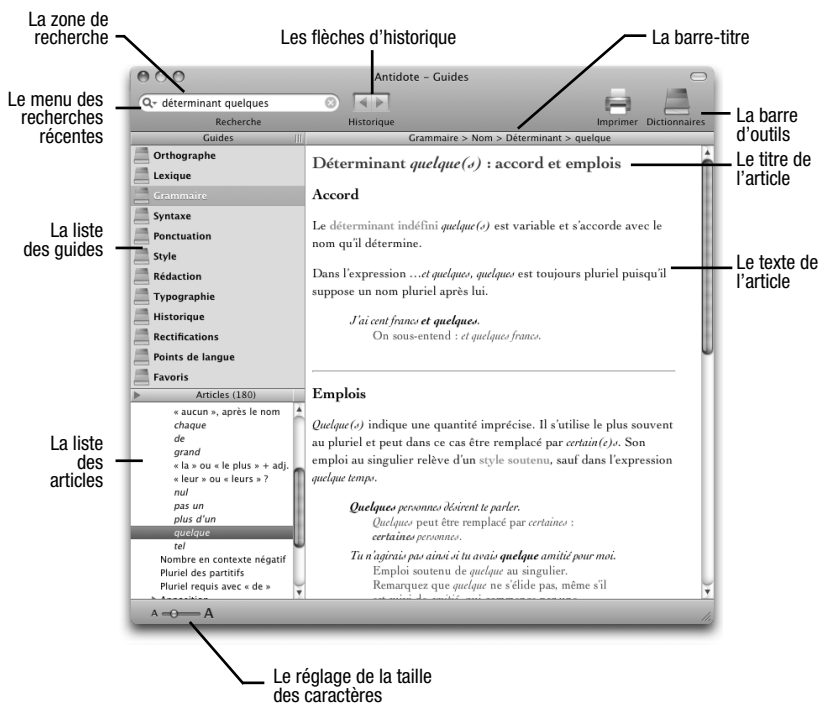 La zone de
recherche
Les flèches d'historique
La barre-titre
Le menu des
recherches
récentes
La barre
d'outils
Le titre de
l'article
La liste
des guides
Le texte de
l'article
La liste
des
articles
Antidote – Guides
déterminant quelques
Recherche
Historique
Imprimer
Dictionnaires
Guides
Grammaire > Nom > Déterminant > quelque
Orthographe
Lexique
Grammaire
Syntaxe
Ponctuation
Style
Rédaction
Typographie
Historique
Rectifications
Points de langue
Favoris
Articles (180)
« aucun », après le nom
chaque
de
grand
« la » ou « le plus » + adj.
« leur » ou « leurs » ?
nul
pas un
plus d'un
quelque
tel
Nombre en contexte négatif
Pluriel des partitifs
Pluriel requis avec « de »
Déterminant quelque(s) : accord et emplois
Accord
Le déterminant indéfini quelque(s) est variable et s'accorde avec le
nom qu'il détermine.
Dans l'expression …et quelques, quelques est toujours pluriel puisqu'il
suppose un nom pluriel après lui.
J'ai cent francs et quelques.
On sous-entend : et quelques francs.
Emplois
Quelque(s) indique une quantité imprécise. Il s'utilise le plus souvent
au pluriel et peut dans ce cas être remplacé par certain(e)s. Son
emploi au singulier relève d'un style soutenu, sauf dans l'expression
quelque temps.
Quelques personnes désirent te parler.
Quelques peut être remplacé par certaines :
certaines personnes.
Tu n'agirais pas ainsi si tu avais quelque amitié pour moi.
Emploi soutenu de quelque au singulier.
Remarquez que quelque ne s'élide pas, même s'il
A A
Le réglage de la taille
des caractères